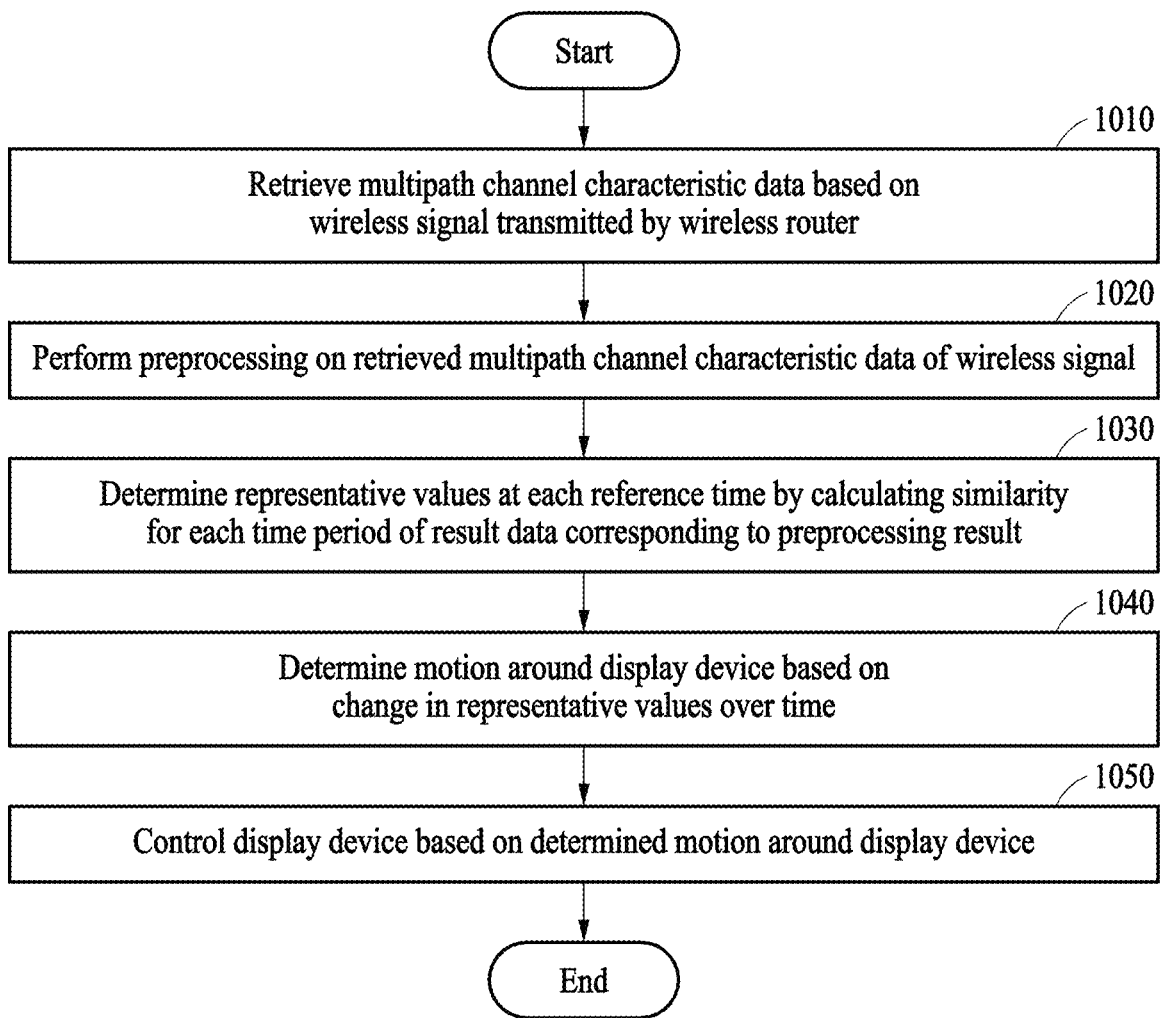 Start
1010
Retrieve multipath channel characteristic data based on
wireless signal transmitted by wireless router
1020
Perform preprocessing on retrieved multipath channel characteristic data of wireless signal
1030
Determine representative values at each reference time by calculating similarity
for each time period of result data corresponding to preprocessing result
1040
Determine motion around display device based on
change in representative values over time
1050
Control display device based on determined motion around display device
End